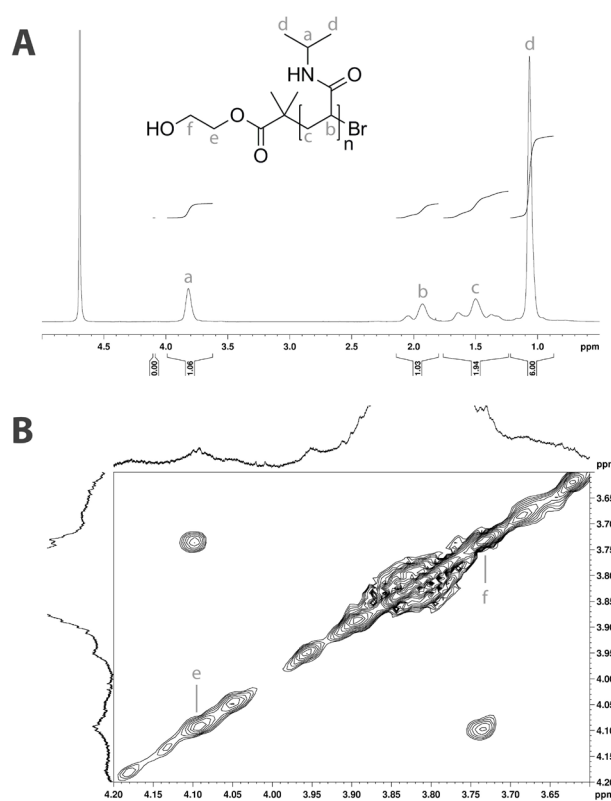 A
d d
a
HN O
O
HO f e b Br
c n
O
d
a
b
c
4.5 4.0 3.5 3.0 2.5 2.0 1.5 1.0 ppm
0.00 1.06 1.03 1.94 6.00
B
ppm
3.65
3.70
3.75
3.80
f
3.85
3.90
3.95
e
4.00
4.05
4.10
4.15
4.20
4.20 4.15 4.10 4.05 4.00 3.95 3.90 3.85 3.80 3.75 3.70 3.65 ppm